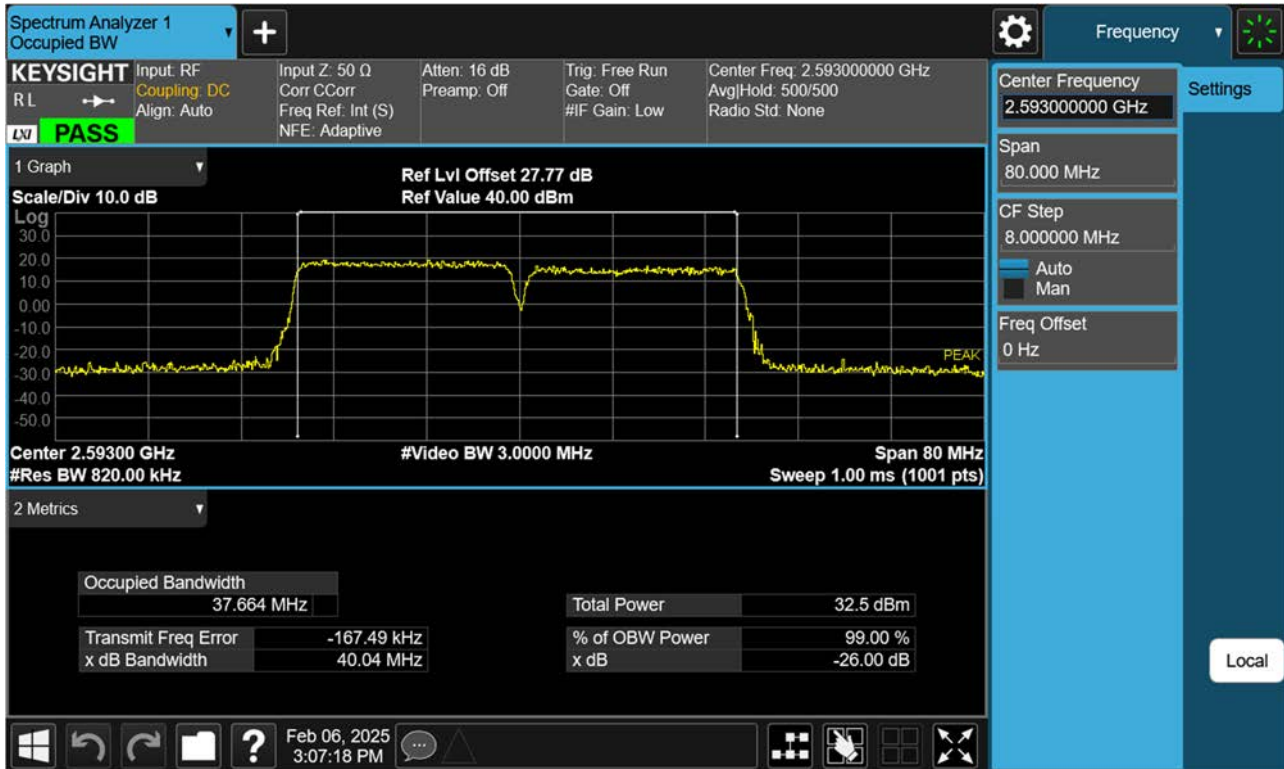 Spectrum Analyzer 1
Occupied BW
+
Frequency
KEYSIGHT
R L
LXI PASS
Input: RF
Coupling: DC
Align: Auto
Input Z: 50 Ω
Corr CCorr
Freq Ref: Int (S)
NFE: Adaptive
Atten: 16 dB
Preamp: Off
Trig: Free Run
Gate: Off
#IF Gain: Low
Center Freq: 2.593000000 GHz
Avg|Hold: 500/500
Radio Std: None
Center Frequency
2.593000000 GHz
Settings
Span
80.000 MHz
CF Step
8.000000 MHz
Auto
Man
Freq Offset
0 Hz
Local
1 Graph
Scale/Div 10.0 dB
Ref Lvl Offset 27.77 dB
Ref Value 40.00 dBm
Log
30.0
20.0
10.0
0.00
-10.0
-20.0
-30.0
-40.0
-50.0
PEAK
Center 2.59300 GHz
#Video BW 3.0000 MHz
Span 80 MHz
#Res BW 820.00 kHz
Sweep 1.00 ms (1001 pts)
2 Metrics
Occupied Bandwidth
37.664 MHz
Total Power 32.5 dBm
Transmit Freq Error -167.49 kHz
% of OBW Power 99.00 %
x dB Bandwidth 40.04 MHz
x dB -26.00 dB
?
Feb 06, 2025
3:07:18 PM